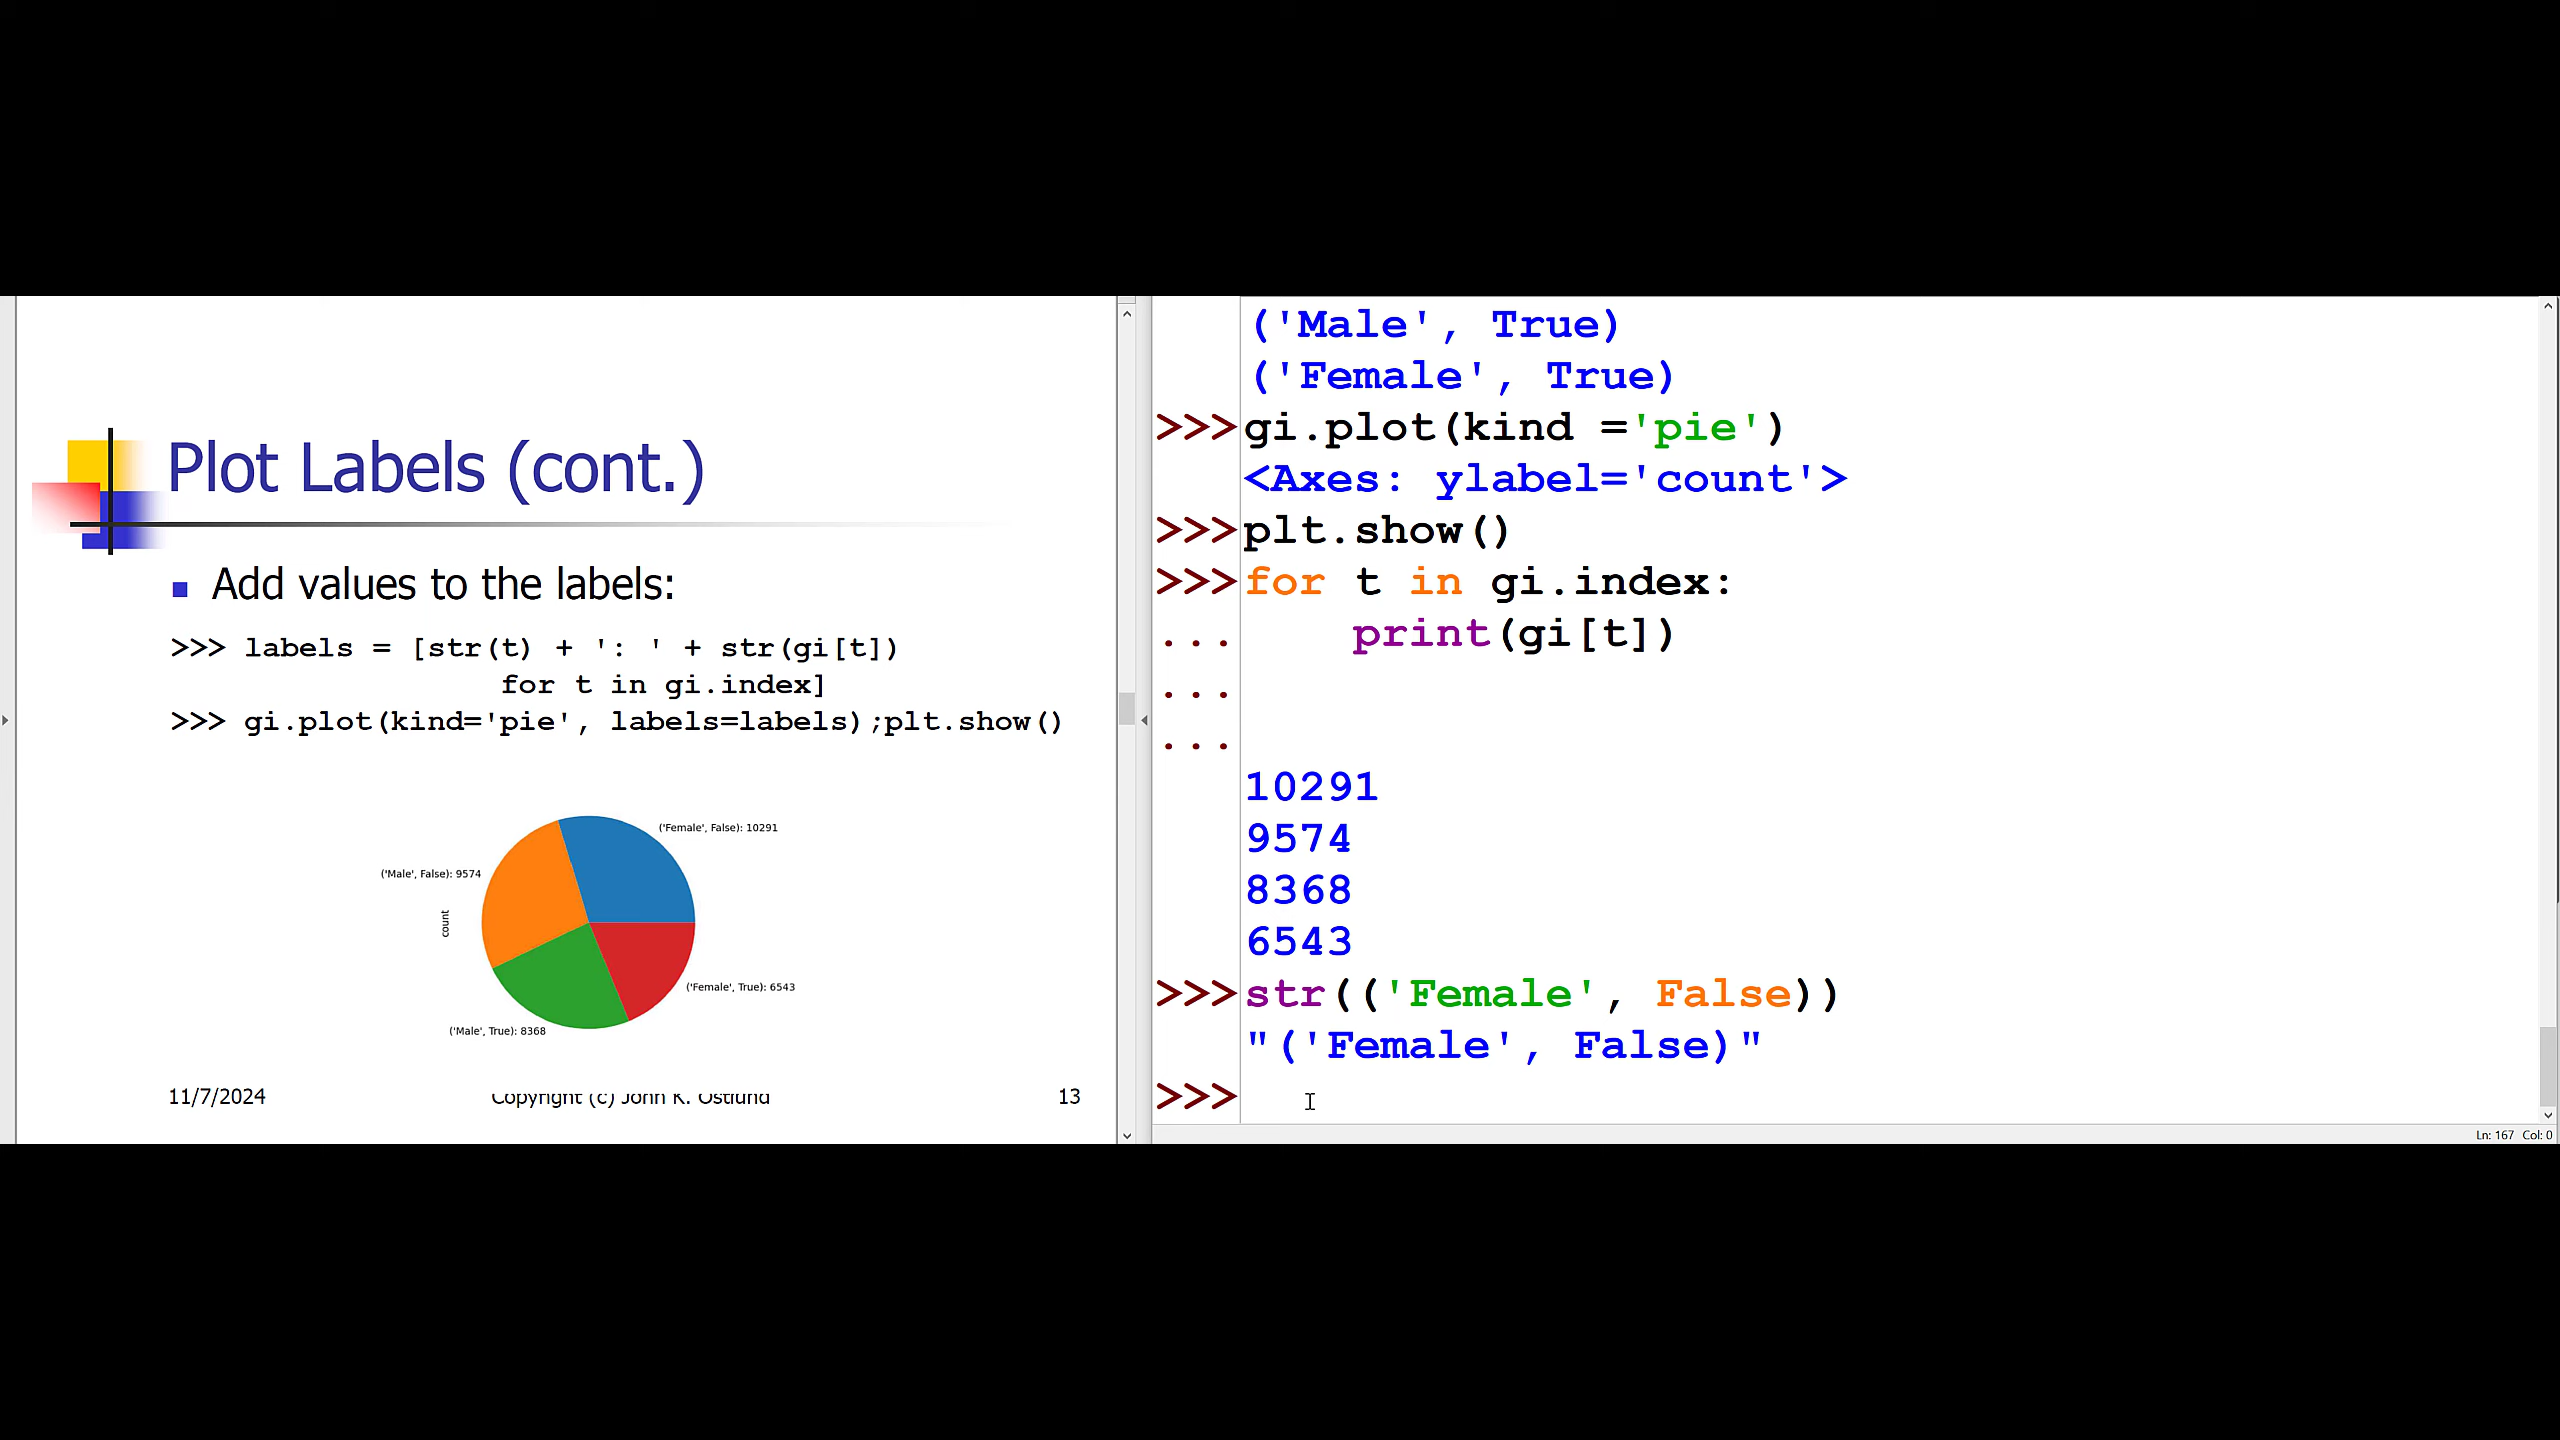 Plot Labels (cont.)
Add values to the labels:
>>> labels = [str(t) + ': ' + str(gi[t])
for t in gi.index]
>>> gi.plot(kind='pie', labels=labels);plt.show()
('Female', False): 10291
('Male', False): 9574
count
('Female', True): 6543
('Male', True): 8368
11/7/2024
Copyright (c) John K. Ostlund
13
('Male', True)
('Female', True)
>>> gi.plot(kind ='pie')
<Axes: ylabel='count'>
>>> plt.show()
>>> for t in gi.index:
... print(gi[t])
...
...
10291
9574
8368
6543
>>> str(('Female', False))
"('Female', False)"
>>>
Ln: 167 Col: 0